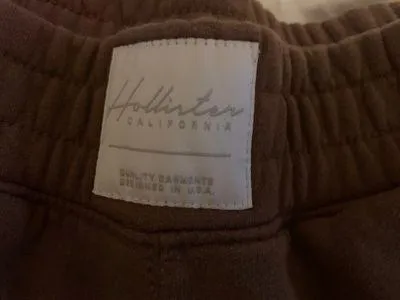 Hollister
CALIFORNIA
QUALITY GARMENTS
DESIGNED IN U.S.A.